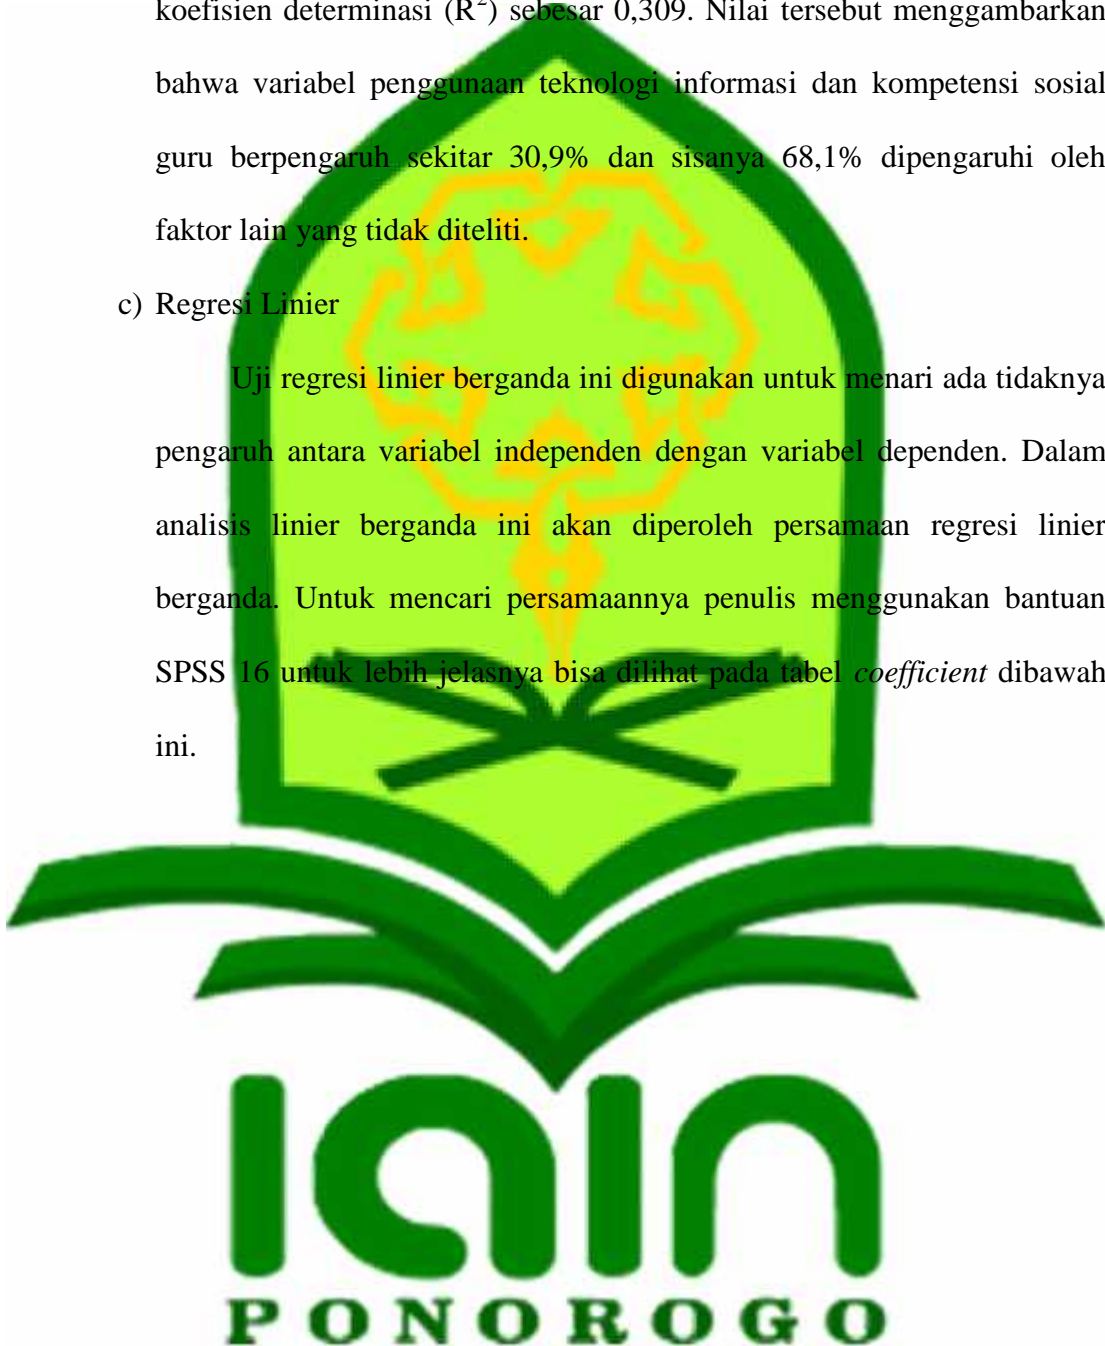 koefisien determinasi (R²) sebesar 0,309. Nilai tersebut menggambarkan
bahwa variabel penggunaan teknologi informasi dan kompetensi sosial
guru berpengaruh sekitar 30,9% dan sisanya 68,1% dipengaruhi oleh
faktor lain yang tidak diteliti.
c) Regresi Linier
Uji regresi linier berganda ini digunakan untuk menari ada tidaknya
pengaruh antara variabel independen dengan variabel dependen. Dalam
analisis linier berganda ini akan diperoleh persamaan regresi linier
berganda. Untuk mencari persamaannya penulis menggunakan bantuan
SPSS 16 untuk lebih jelasnya bisa dilihat pada tabel coefficient dibawah
ini.
iain
PONOROGO